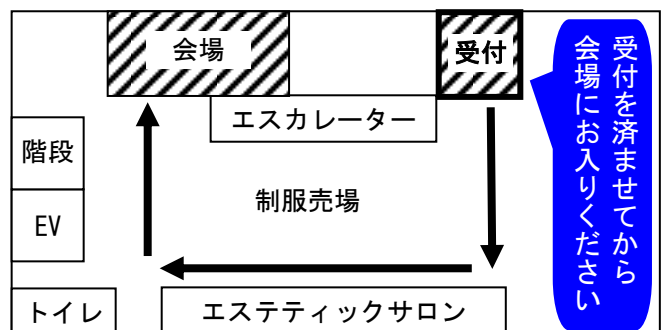 会場
受付
受付を済ませてから
会場にお入りください
エスカレーター
階段
制服売場
EV
トイレ
エステティックサロン